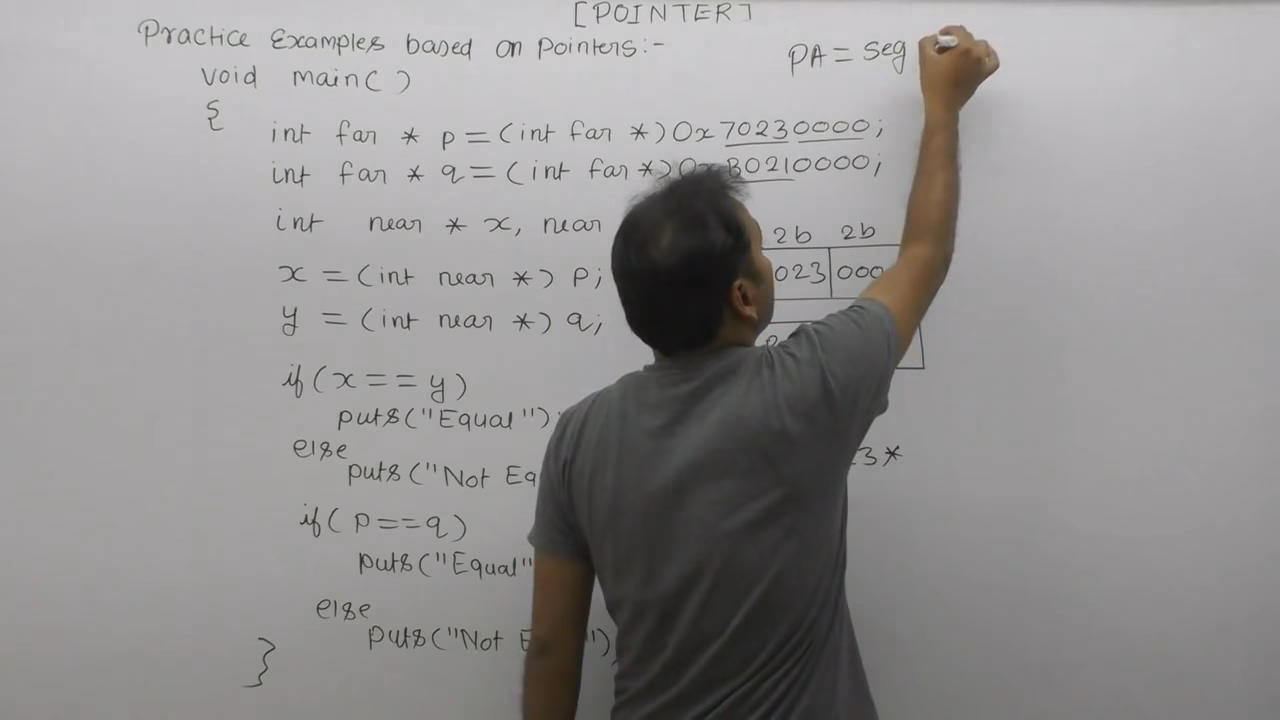 [POINTER]
Practice Examples based on Pointers:-
PA = Seg
void main( )
{
int far * p = (int far *) 0x70230000;
int far * q = (int far *) 0xB0210000;
int near * x, near
2b 2b
x = (int near *) p;
023 000
y = (int near *) q;
if (x == y)
puts("Equal");
else
puts("Not Eq
3*
if( p==q)
puts("Equal"
else
puts("Not E ")
}